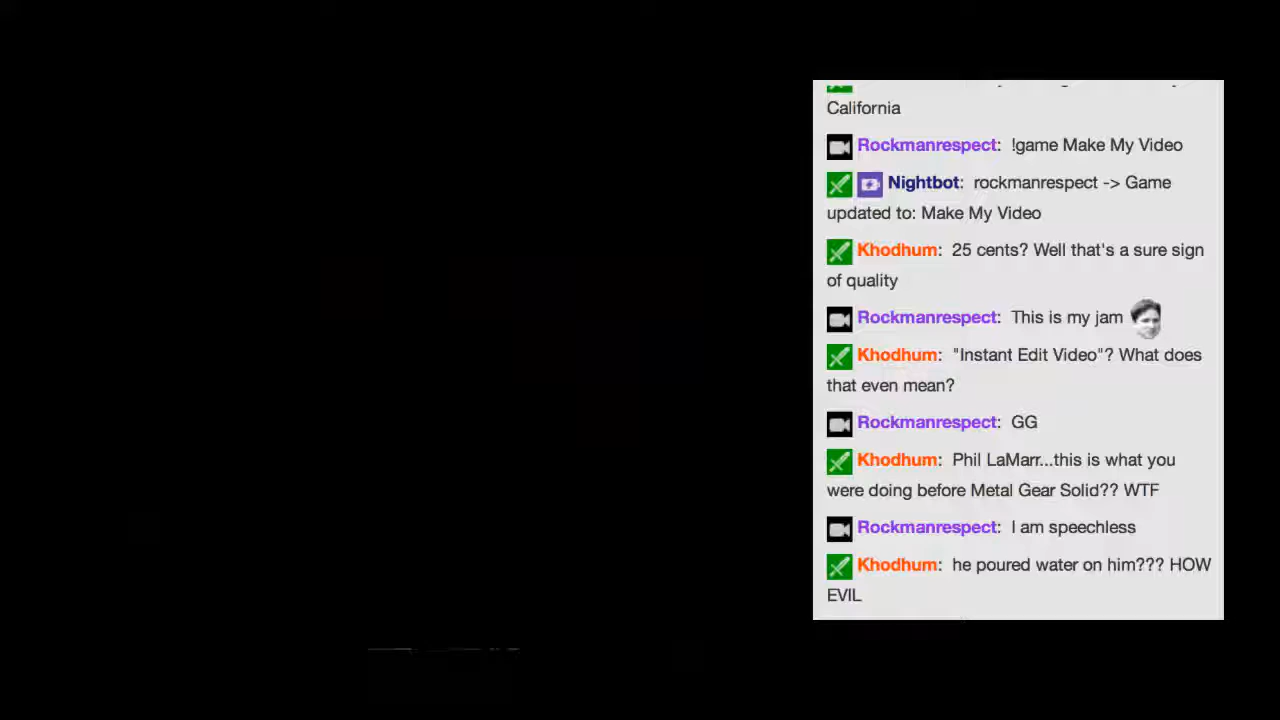 California
Rockmanrespect: !game Make My Video
Nightbot: rockmanrespect -> Game
updated to: Make My Video
Khodhum: 25 cents? Well that's a sure sign
of quality
Rockmanrespect: This is my jam
Khodhum: "Instant Edit Video"? What does
that even mean?
Rockmanrespect: GG
Khodhum: Phil LaMarr...this is what you
were doing before Metal Gear Solid?? WTF
Rockmanrespect: I am speechless
Khodhum: he poured water on him??? HOW
EVIL